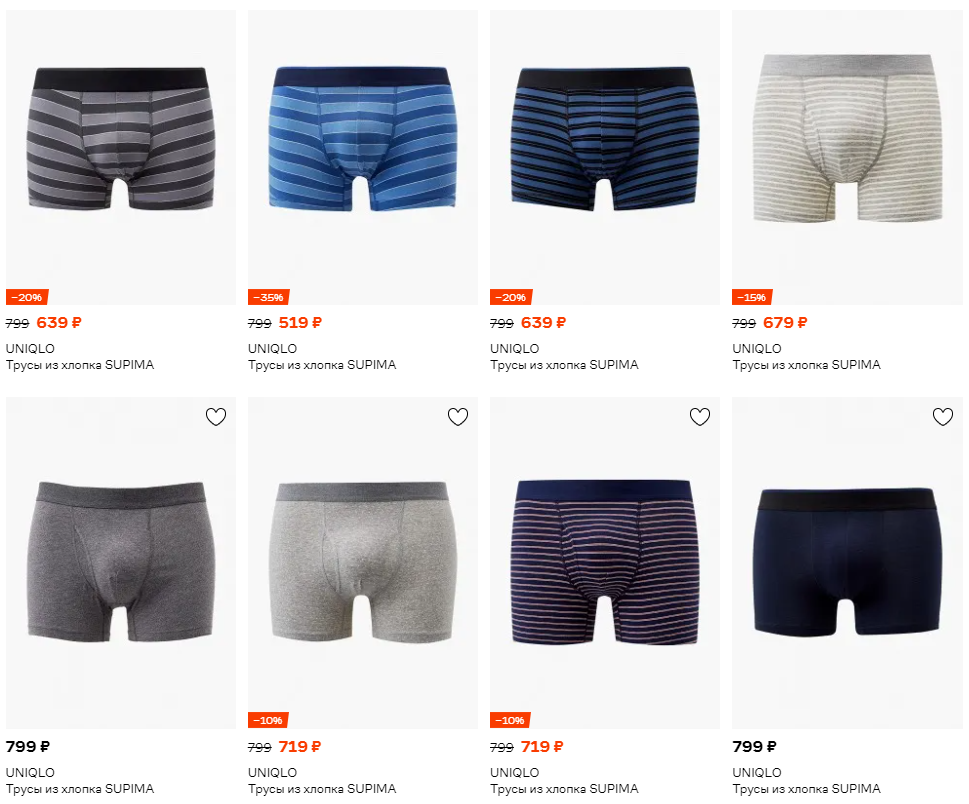 −20% −35% −20% −15%
799 639 ₽ 799 519 ₽ 799 639 ₽ 799 679 ₽
UNIQLO UNIQLO UNIQLO UNIQLO
Трусы из хлопка SUPIMA Трусы из хлопка SUPIMA Трусы из хлопка SUPIMA Трусы из хлопка SUPIMA
−10% −10%
799 ₽ 799 719 ₽ 799 719 ₽ 799 ₽
UNIQLO UNIQLO UNIQLO UNIQLO
Трусы из хлопка SUPIMA Трусы из хлопка SUPIMA Трусы из хлопка SUPIMA Трусы из хлопка SUPIMA